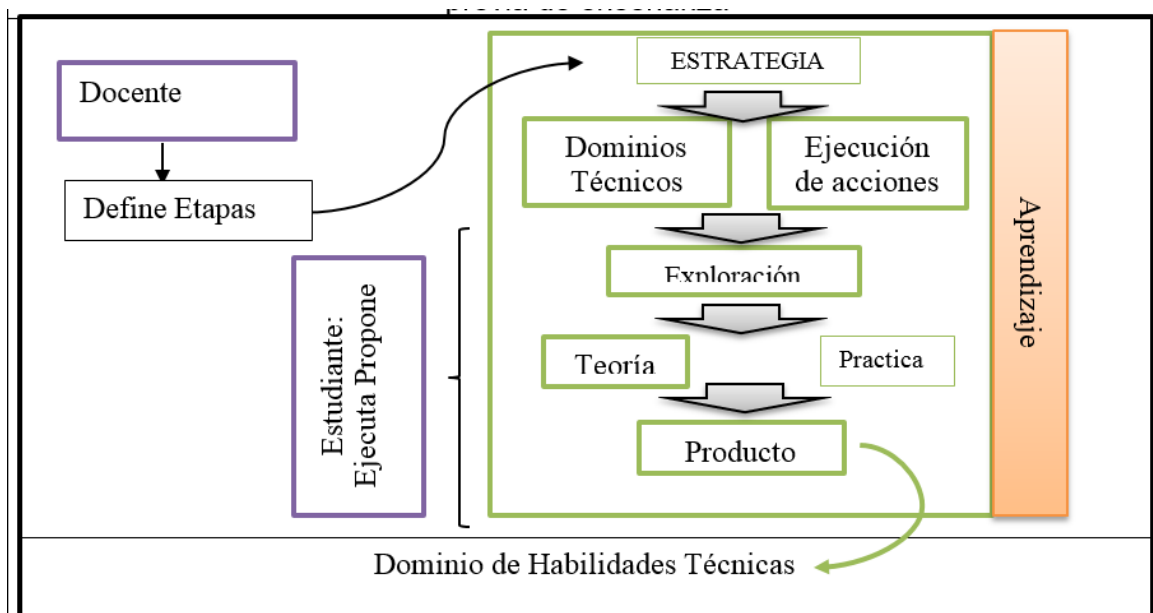 ESTRATEGIA
Docente
Dominios
Técnicos
Ejecución
de acciones
Define Etapas
Exploración
Estudiante:
Ejecuta Propone
Teoría
Practica
Producto
Aprendizaje
Dominio de Habilidades Técnicas